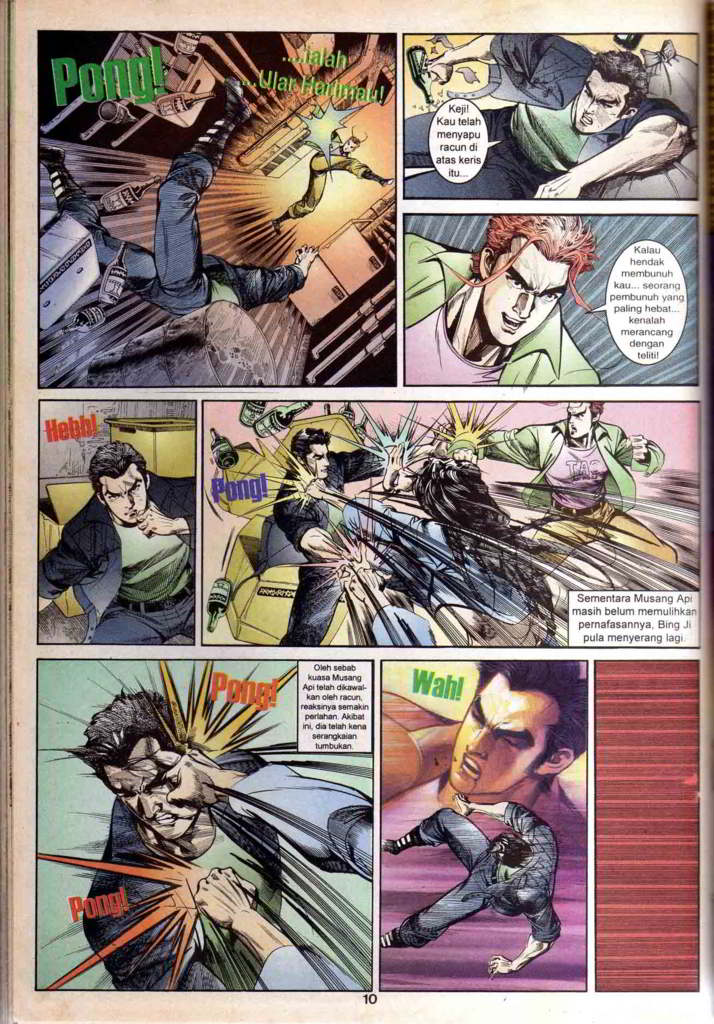 Pong!
....ialah
...Ular Harimau!
Keji!
Kau telah
menyapu
racun di
atas keris
itu...
Kalau
hendak
membunuh
kau... seorang
pembunuh yang
paling hebat...
kenalah
merancang
dengan
teliti!
Hebb!
Pong!
Sementara Musang Api
masih belum memulihkan
pernafasannya, Bing Ji
pula menyerang lagi.
Pong!
Oleh sebab
kuasa Musang
Api telah dikawal-
kan oleh racun,
reaksinya semakin
perlahan. Akibat
ini, dia telah kena
serangkaian
tumbukan.
Pong!
Wah!
10